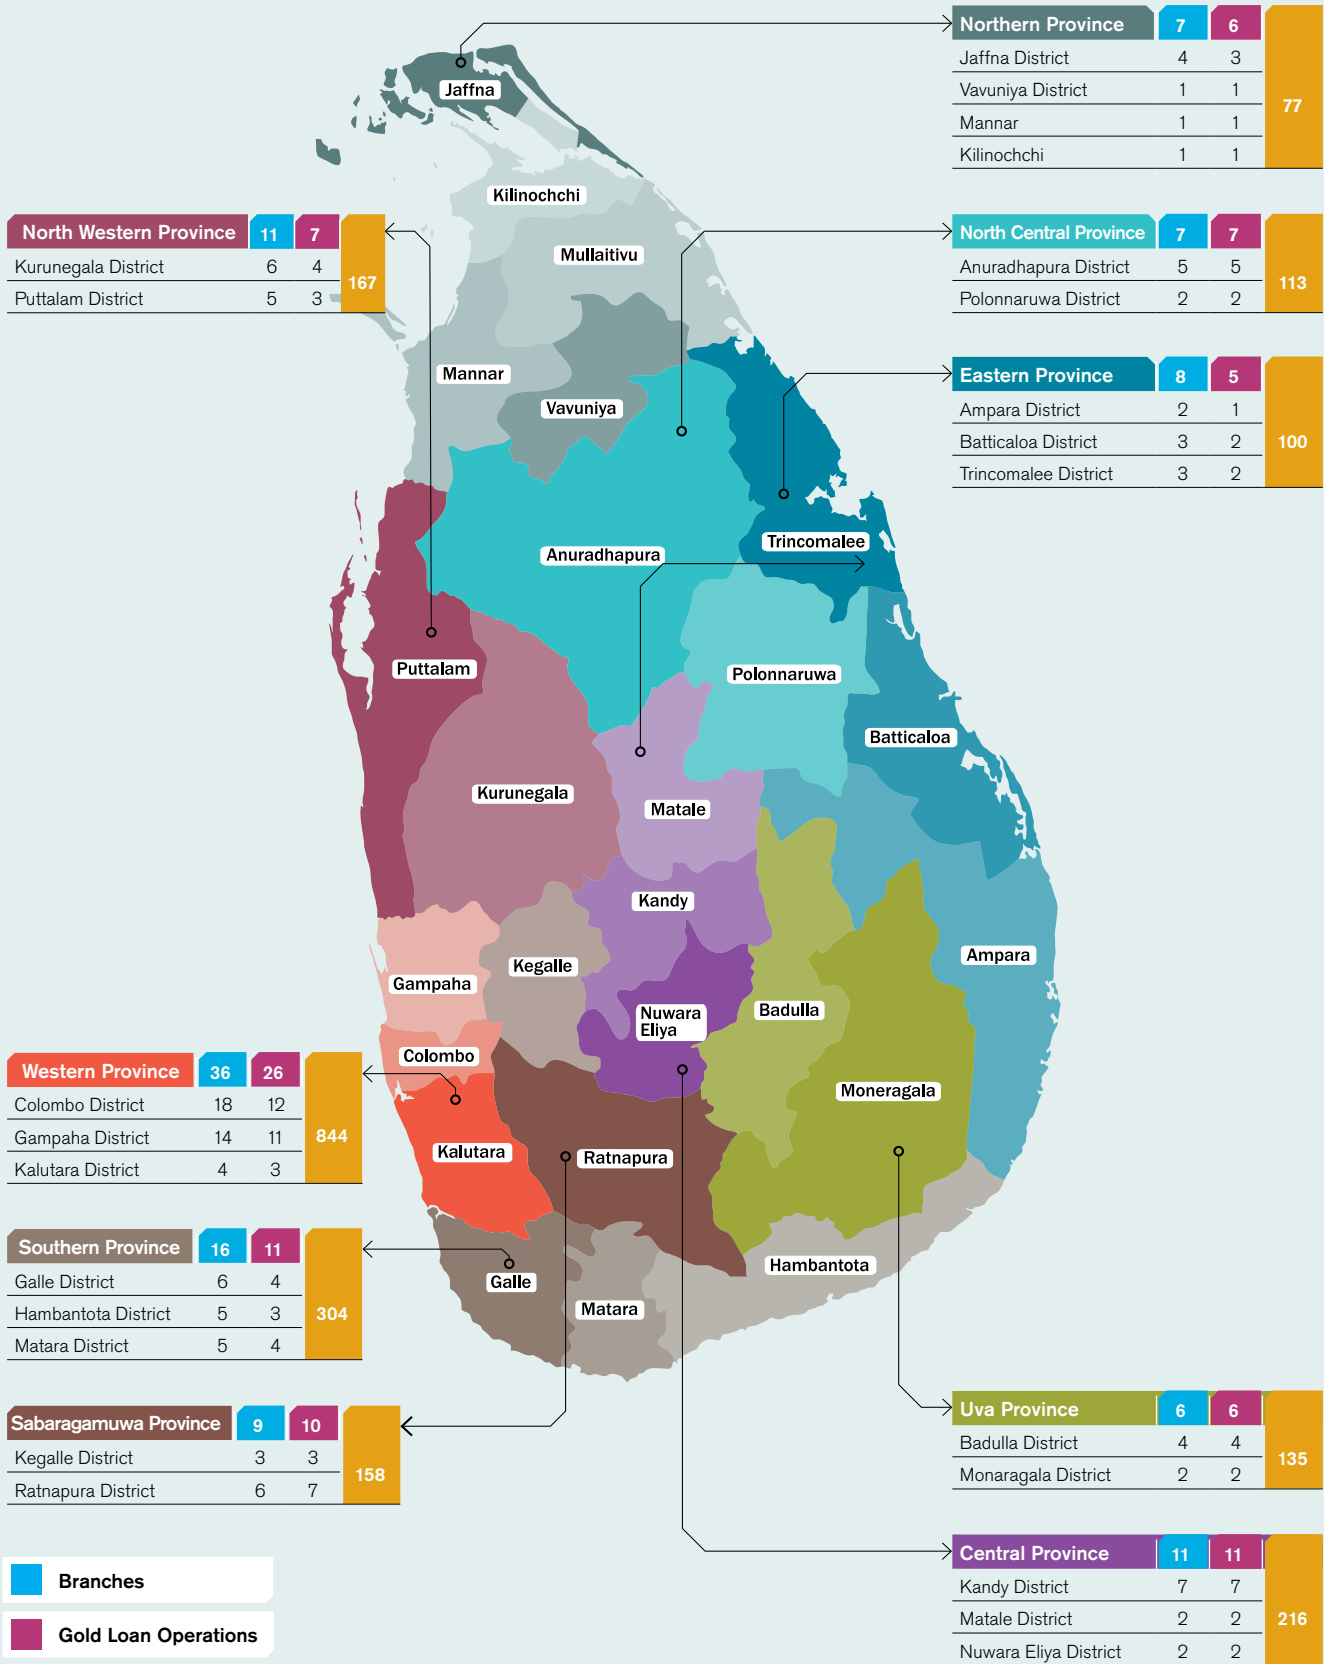 Northern Province 7 6
Jaffna District 4 3
Vavuniya District 1 1
Mannar 1 1
Kilinochchi 1 1
77
North Western Province 11 7
Kurunegala District 6 4
Puttalam District 5 3
167
North Central Province 7 7
Anuradhapura District 5 5
Polonnaruwa District 2 2
113
Eastern Province 8 5
Ampara District 2 1
Batticaloa District 3 2
Trincomalee District 3 2
100
Jaffna
Kilinochchi
Mullaitivu
Mannar
Vavuniya
Anuradhapura
Trincomalee
Puttalam
Polonnaruwa
Batticaloa
Kurunegala
Matale
Kandy
Ampara
Kegalle
Gampaha
Nuwara
Eliya
Badulla
Colombo
Moneragala
Kalutara
Ratnapura
Hambantota
Galle
Matara
Western Province 36 26
Colombo District 18 12
Gampaha District 14 11
Kalutara District 4 3
844
Southern Province 16 11
Galle District 6 4
Hambantota District 5 3
Matara District 5 4
304
Sabaragamuwa Province 9 10
Kegalle District 3 3
Ratnapura District 6 7
158
Uva Province 6 6
Badulla District 4 4
Monaragala District 2 2
135
Central Province 11 11
Kandy District 7 7
Matale District 2 2
Nuwara Eliya District 2 2
216
Branches
Gold Loan Operations